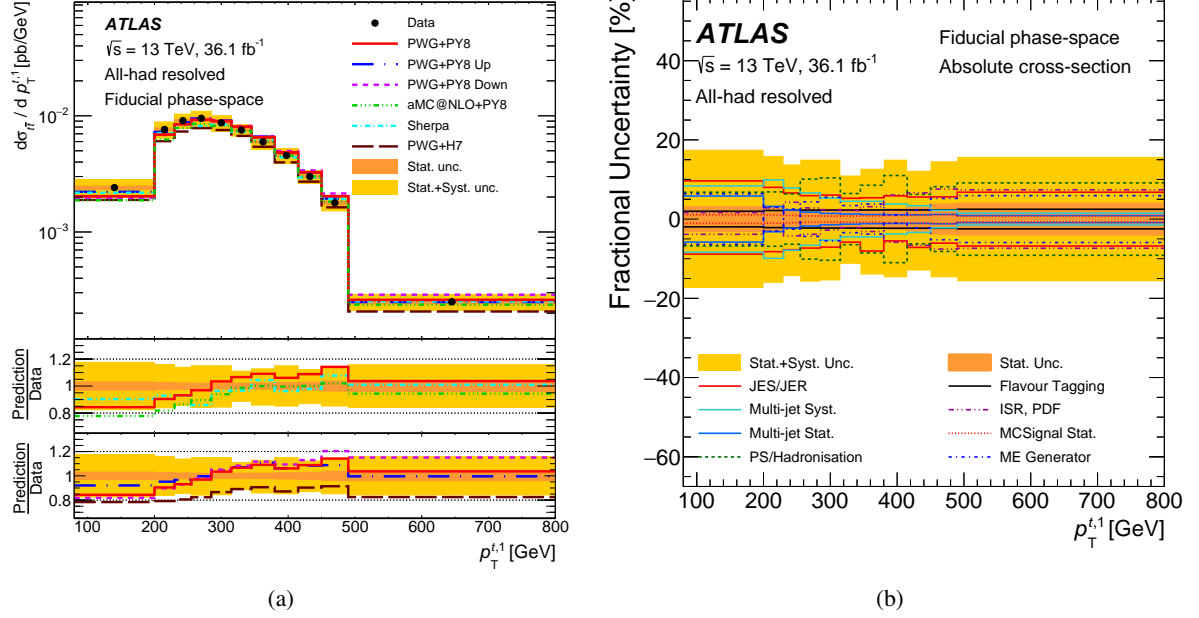 dσ_tt̄ / d p_T^{t,1} [pb/GeV]
ATLAS
√s = 13 TeV, 36.1 fb⁻¹
All-had resolved
Fiducial phase-space
Data
PWG+PY8
PWG+PY8 Up
PWG+PY8 Down
aMC@NLO+PY8
Sherpa
PWG+H7
Stat. unc.
Stat.+Syst. unc.
10⁻²
10⁻³
Prediction
Data
1.2
1
0.8
Prediction
Data
1.2
1
0.8
100 200 300 400 500 600 700 800
p_T^{t,1} [GeV]
(a)
Fractional Uncertainty [%]
ATLAS
√s = 13 TeV, 36.1 fb⁻¹
All-had resolved
Fiducial phase-space
Absolute cross-section
40
20
0
−20
−40
−60
Stat.+Syst. Unc.
JES/JER
Multi-jet Syst.
Multi-jet Stat.
PS/Hadronisation
Stat. Unc.
Flavour Tagging
ISR, PDF
MCSignal Stat.
ME Generator
100 200 300 400 500 600 700 800
p_T^{t,1} [GeV]
(b)